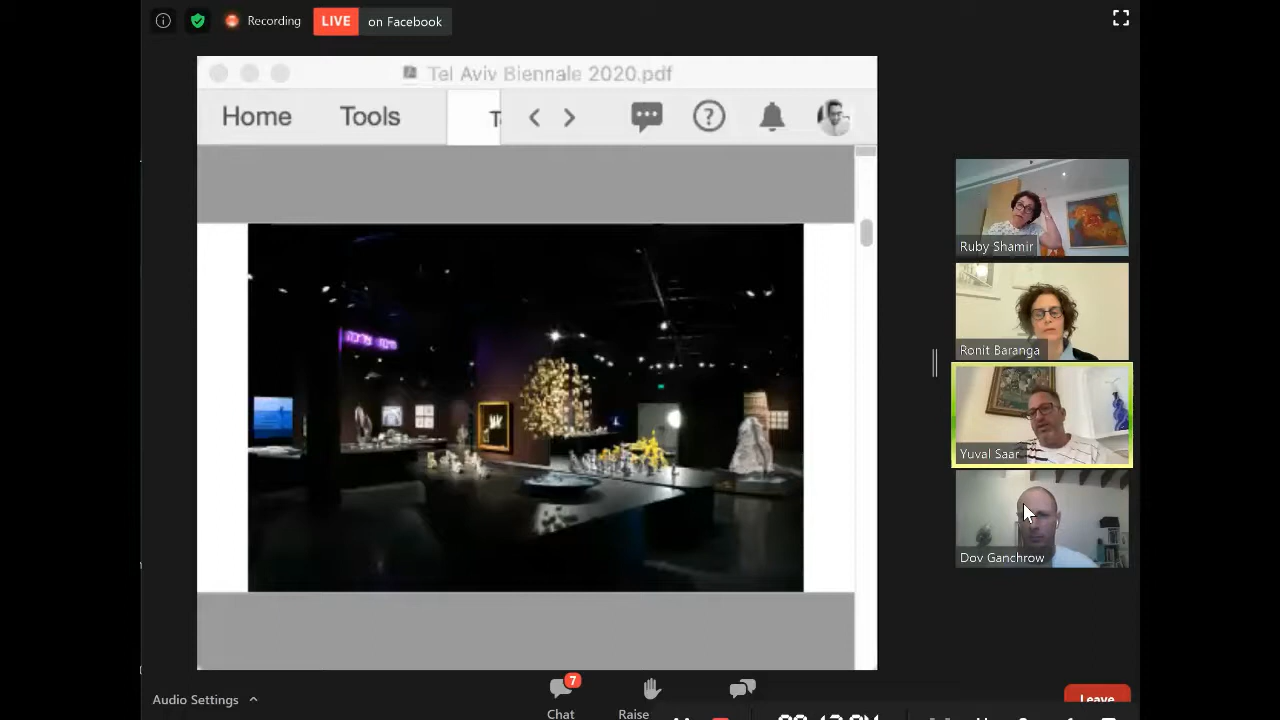 Recording
LIVE on Facebook
Tel Aviv Biennale 2020.pdf
Home Tools
Ruby Shamir
Ronit Baranga
Yuval Saar
Dov Ganchrow
Audio Settings
7
Chat Raise
Leave